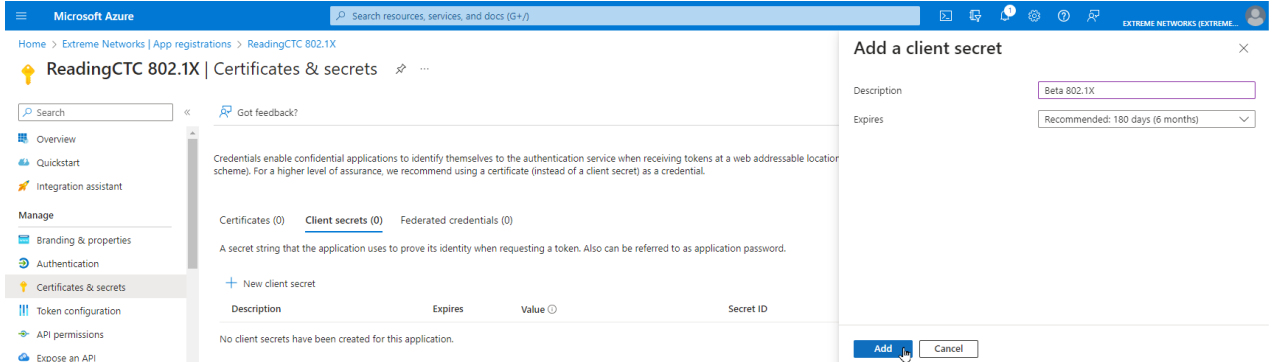 Microsoft Azure
Search resources, services, and docs (G+/)
1
EXTREME NETWORKS (EXTREME...
Home > Extreme Networks | App registrations > ReadingCTC 802.1X
ReadingCTC 802.1X | Certificates & secrets
Search
Overview
Quickstart
Integration assistant
Manage
Branding & properties
Authentication
Certificates & secrets
Token configuration
API permissions
Expose an API
Got feedback?
Credentials enable confidential applications to identify themselves to the authentication service when receiving tokens at a web addressable location
scheme). For a higher level of assurance, we recommend using a certificate (instead of a client secret) as a credential.
Certificates (0) Client secrets (0) Federated credentials (0)
A secret string that the application uses to prove its identity when requesting a token. Also can be referred to as application password.
New client secret
Description Expires Value Secret ID
No client secrets have been created for this application.
Add a client secret
Description Beta 802.1X
Expires Recommended: 180 days (6 months)
Add Cancel